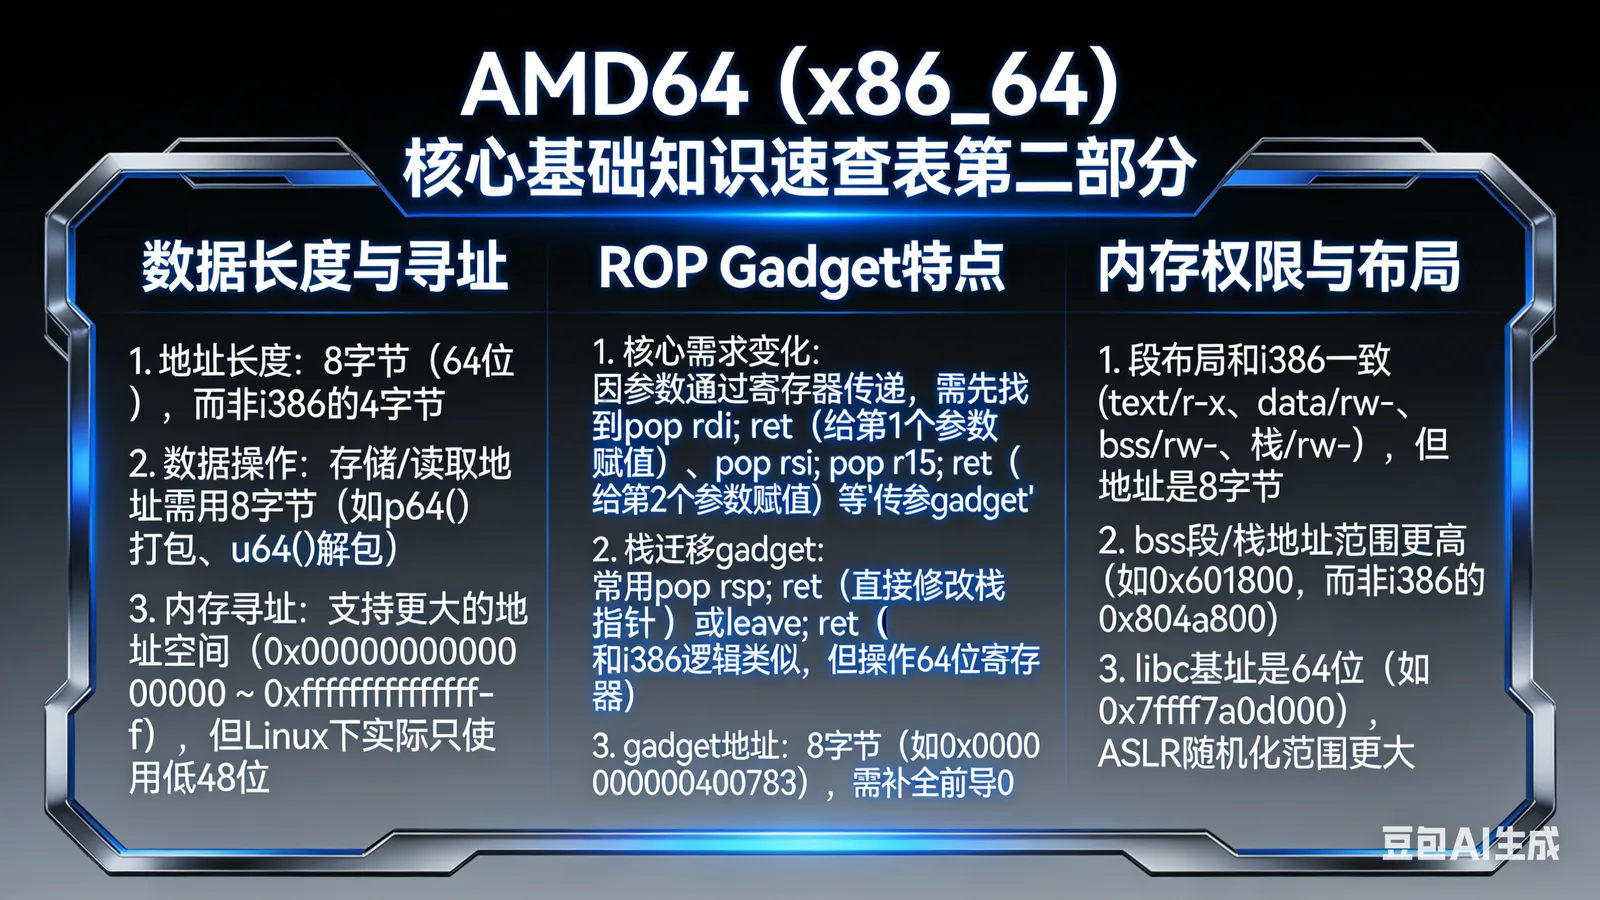 AMD64（x86_64）
核心基础知识速查表第二部分
数据长度与寻址
1. 地址长度：8字节（64位
），而非i386的4字节
2. 数据操作：存储/读取地
址需用8字节（如p64()
打包、u64()解包）
3. 内存寻址：支持更大的地
址空间（0x00000000000
00000 ~ 0xfffffffffffffff-
f），但Linux下实际只使
用低48位
ROP Gadget特点
1. 核心需求变化:
因参数通过寄存器传递，需先找
到pop rdi; ret（给第1个参数
赋值）、pop rsi; pop r15; ret（
给第2个参数赋值）等'传参gadget'
2. 栈迁移gadget:
常用pop rsp; ret（直接修改栈
指针）或leave; ret（
和i386逻辑类似，但操作64位寄存
器）
3. gadget地址：8字节（如0x0000
000000400783），需补全前导0
内存权限与布局
1. 段布局和i386一致
(text/r-x、data/rw-、
bss/rw-、栈/rw-），但
地址是8字节
2. bss段/栈地址范围更高
（如0x601800，而非i386的
0x804a800）
3. libc基址是64位（如
0x7ffff7a0d000），
ASLR随机化范围更大
豆包AI生成